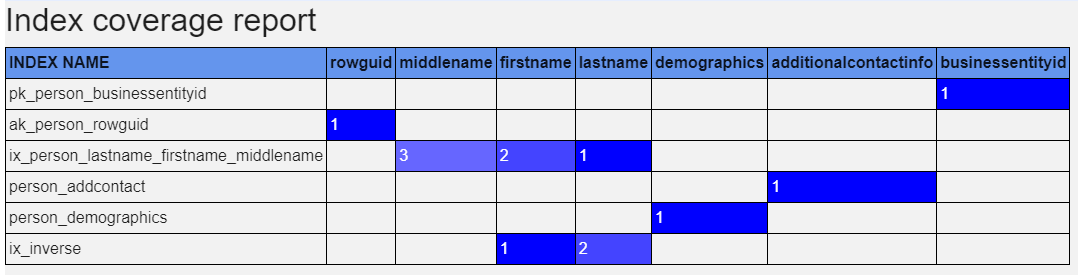 Index coverage report
INDEX NAME rowguid middlename firstname lastname demographics additionalcontactinfo businessentityid
pk_person_businessentityid 1
ak_person_rowguid 1
ix_person_lastname_firstname_middlename 3 2 1
person_addcontact 1
person_demographics 1
ix_inverse 1 2